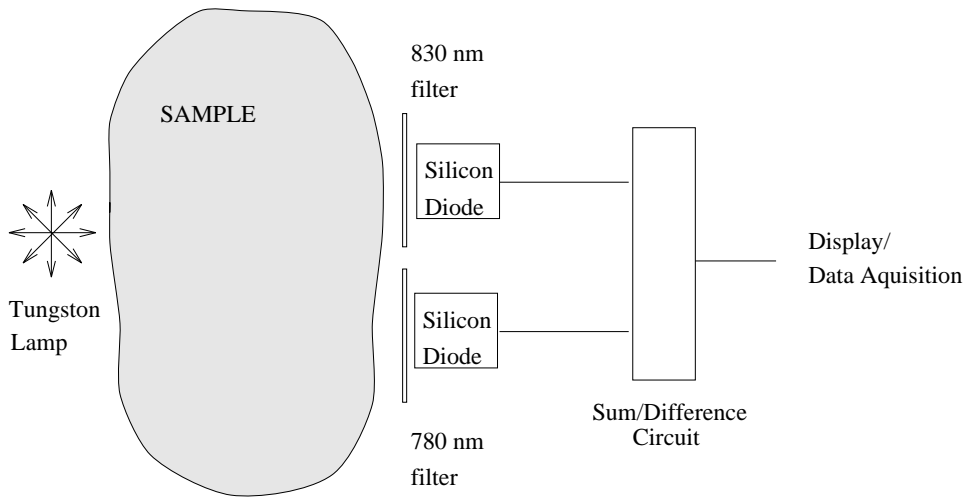 830 nm
filter
SAMPLE
Silicon
Diode
Tungston
Lamp
Display/
Data Aquisition
Silicon
Diode
Sum/Difference
Circuit
780 nm
filter